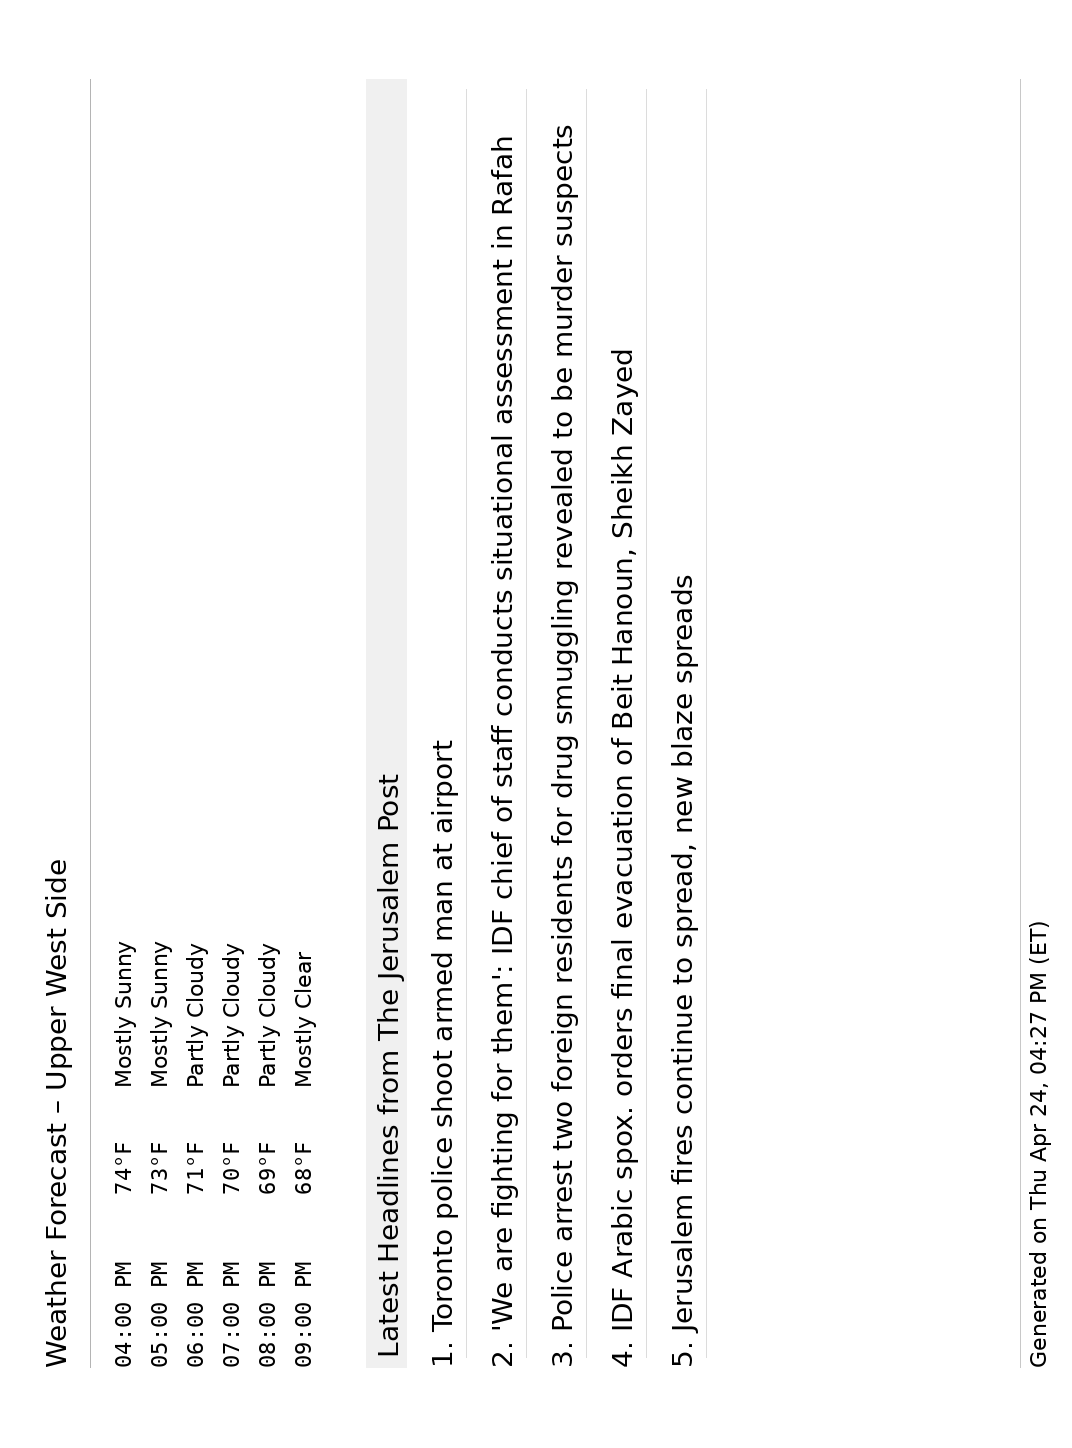 Weather Forecast – Upper West Side
04:00 PM 74°F Mostly Sunny
05:00 PM 73°F Mostly Sunny
06:00 PM 71°F Partly Cloudy
07:00 PM 70°F Partly Cloudy
08:00 PM 69°F Partly Cloudy
09:00 PM 68°F Mostly Clear
Latest Headlines from The Jerusalem Post
1. Toronto police shoot armed man at airport
2. 'We are fighting for them': IDF chief of staff conducts situational assessment in Rafah
3. Police arrest two foreign residents for drug smuggling revealed to be murder suspects
4. IDF Arabic spox. orders final evacuation of Beit Hanoun, Sheikh Zayed
5. Jerusalem fires continue to spread, new blaze spreads
Generated on Thu Apr 24, 04:27 PM (ET)